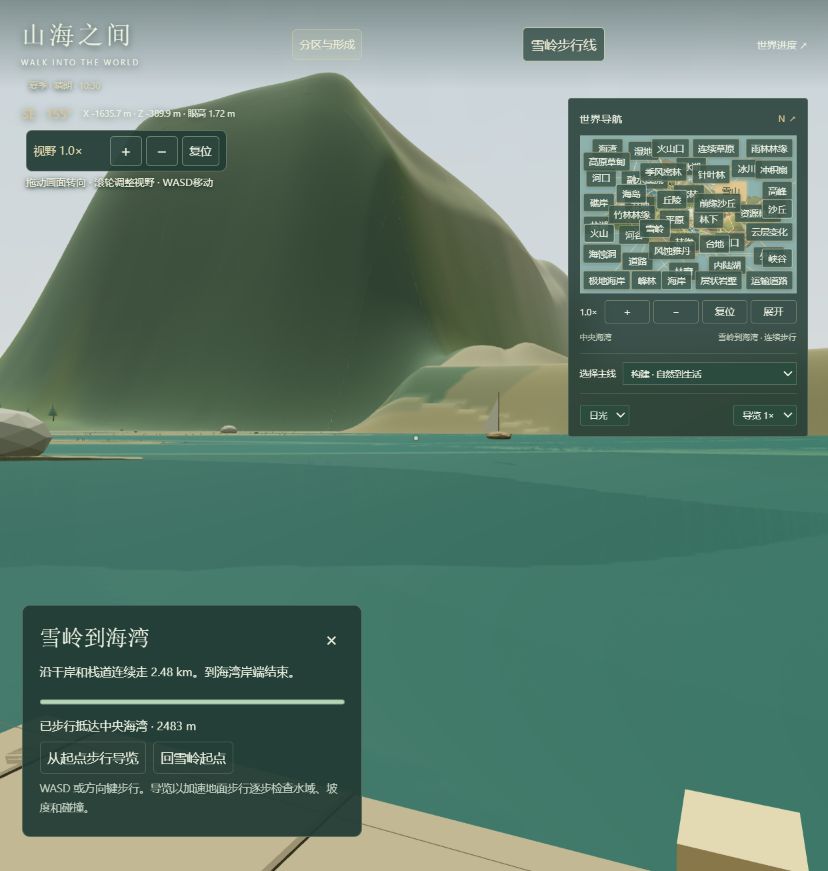 山海之间
WALK INTO THE WORLD
分区与形成
雪岭步行线
世界进度 ↗
X -1635.7 m · Z -389.9 m · 眼高 1.72 m
视野 1.0×
+
−
复位
拖动画面转向 · 滚轮调整视野 · WASD移动
世界导航
N ↗
海湾
湿地
火山口
连续草原
雨林林缘
高原草甸
季风密林
针叶林
冰川
冲积扇
河口
海岛
丘陵
雪山
高峰
礁岸
竹林林缘
前缘沙丘
沙丘
平原
林下
火山
雪岭
台地
云层变化
海蚀洞
道路
风蚀雅丹
内陆湖
峡谷
极地海岸
峰林
海岸
层状岩壁
运输道路
1.0×
+
−
复位
展开
中央海湾
雪岭到海湾 · 连续步行
选择主线
构建 · 自然到生活
日光
导览 1×
雪岭到海湾
×
沿干岸和栈道连续走 2.48 km。到海湾岸端结束。
已步行抵达中央海湾 · 2483 m
从起点步行导览
回雪岭起点
WASD 或方向键步行。导览以加速地面步行逐步检查水域、坡
度和碰撞。